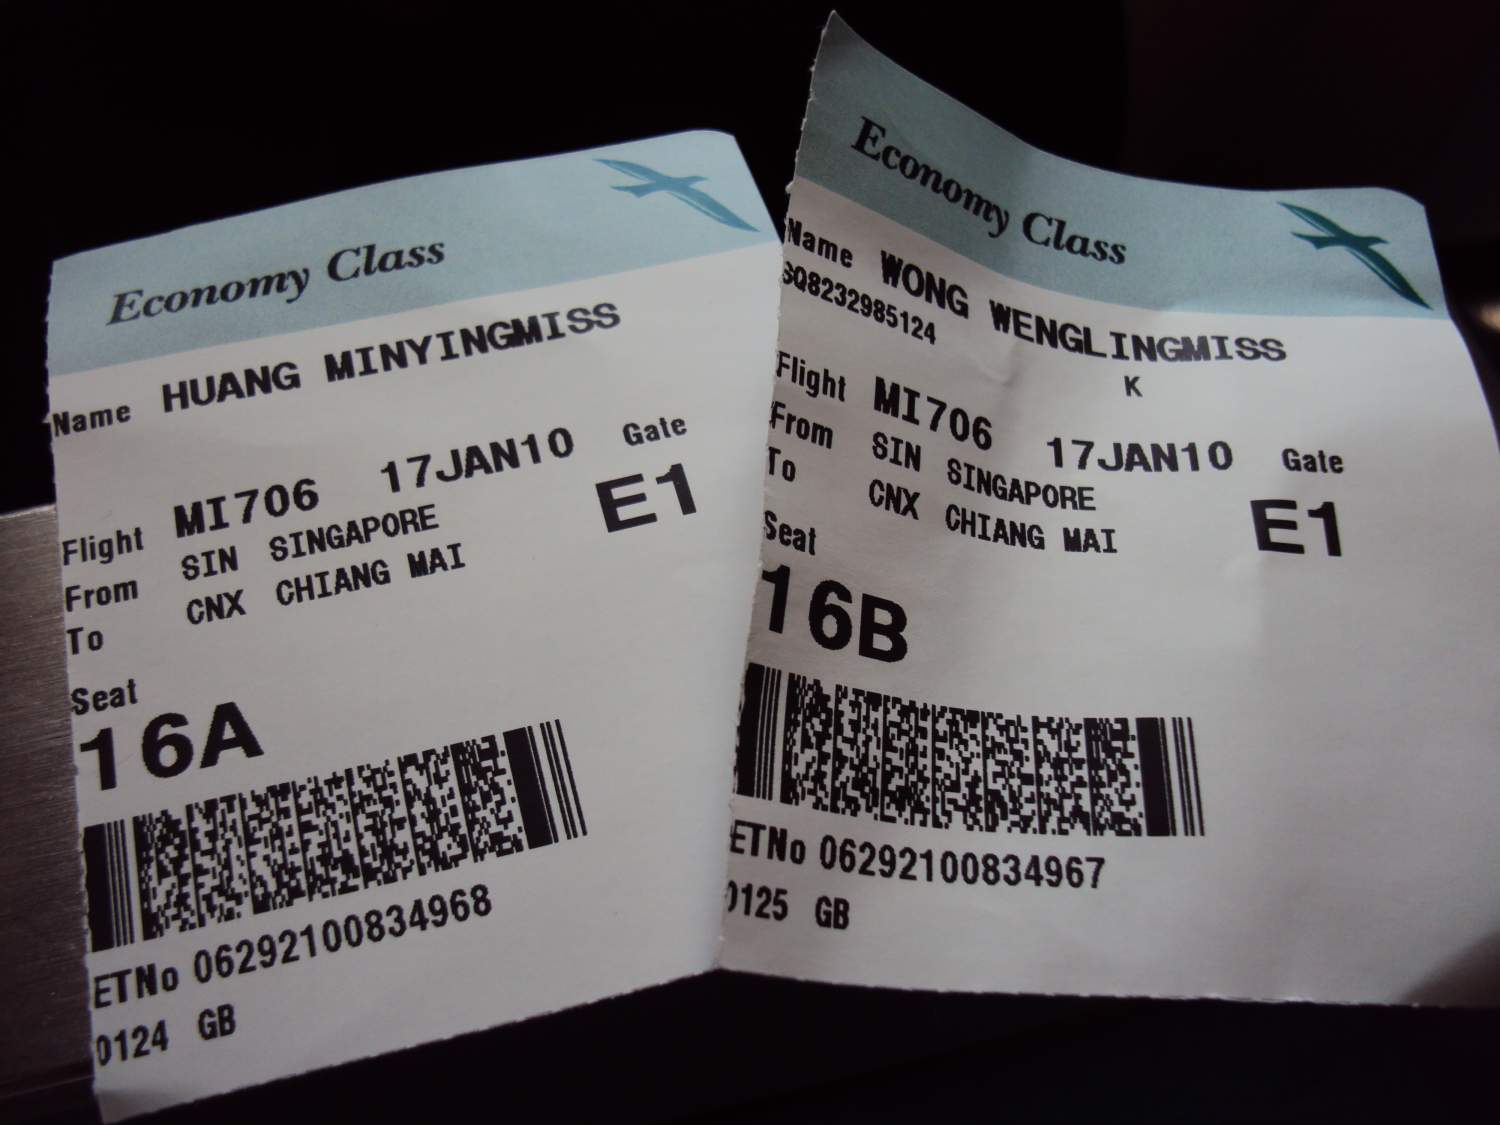 Economy Class
Name HUANG MINYINGMISS
Flight MI706 17JAN10 Gate
From SIN SINGAPORE E1
To CNX CHIANG MAI
Seat
16A
ETNo 06292100834968
0124 GB
Economy Class
Name WONG WENGLINGMISS
SQ8232985124 K
Flight MI706 17JAN10 Gate
From SIN SINGAPORE E1
To CNX CHIANG MAI
Seat
16B
ETNo 06292100834967
0125 GB